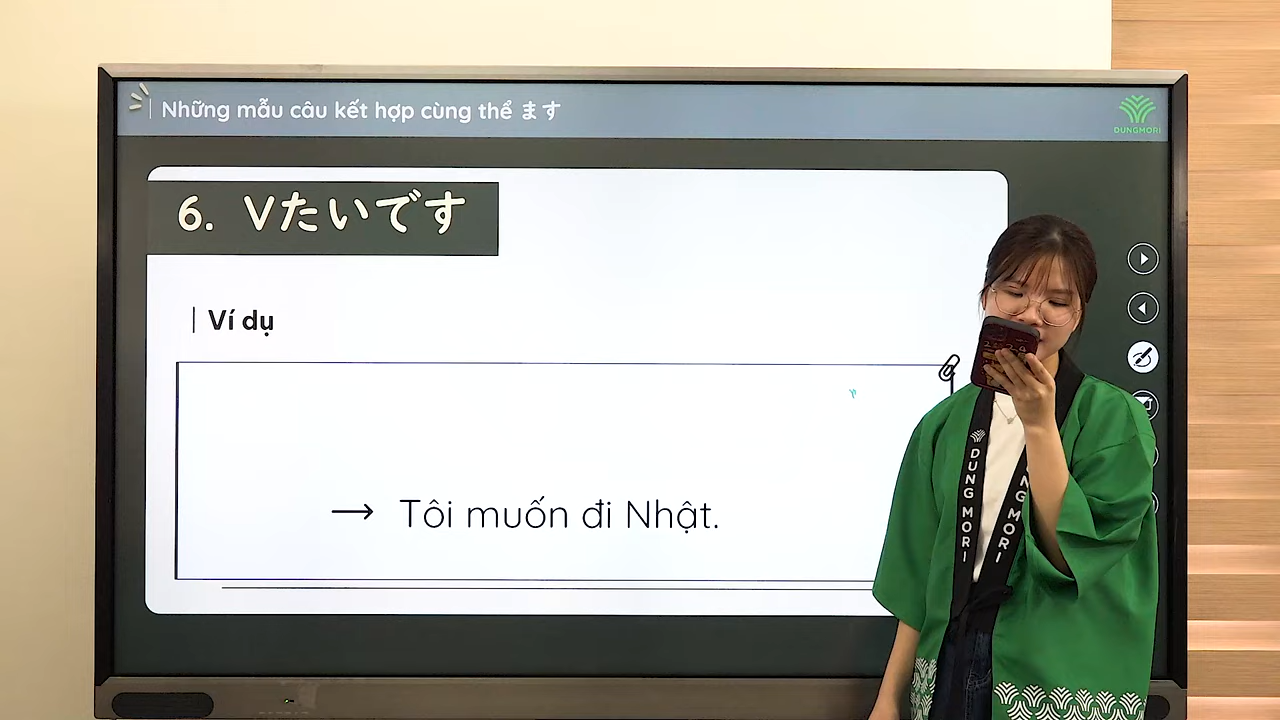 Những mẫu câu kết hợp cùng thể ます
DUNGMORI
6. Vたいです
Ví dụ
→ Tôi muốn đi Nhật.
DUNG MORI
NG MORI